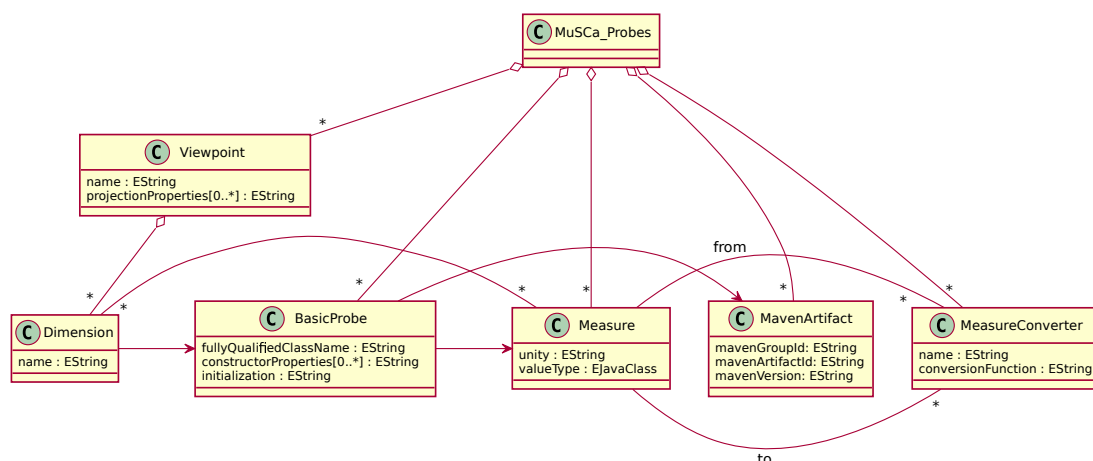 C MuSCa_Probes
*
C Viewpoint
name : EString
projectionProperties[0..*] : EString
from
* * * * * * *
C Dimension
name : EString
C BasicProbe
fullyQualifiedClassName : EString
constructorProperties[0..*] : EString
initialization : EString
C Measure
unity : EString
valueType : EJavaClass
C MavenArtifact
mavenGroupId: EString
mavenArtifactId: EString
mavenVersion: EString
C MeasureConverter
name : EString
conversionFunction : EString
*
to